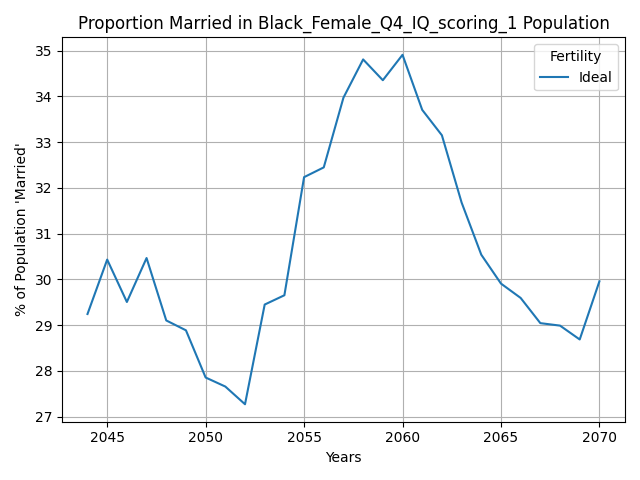 Proportion Married in Black_Female_Q4_IQ_scoring_1 Population
Fertility
Ideal
% of Population 'Married'
35
34
33
32
31
30
29
28
27
2045 2050 2055 2060 2065 2070
Years